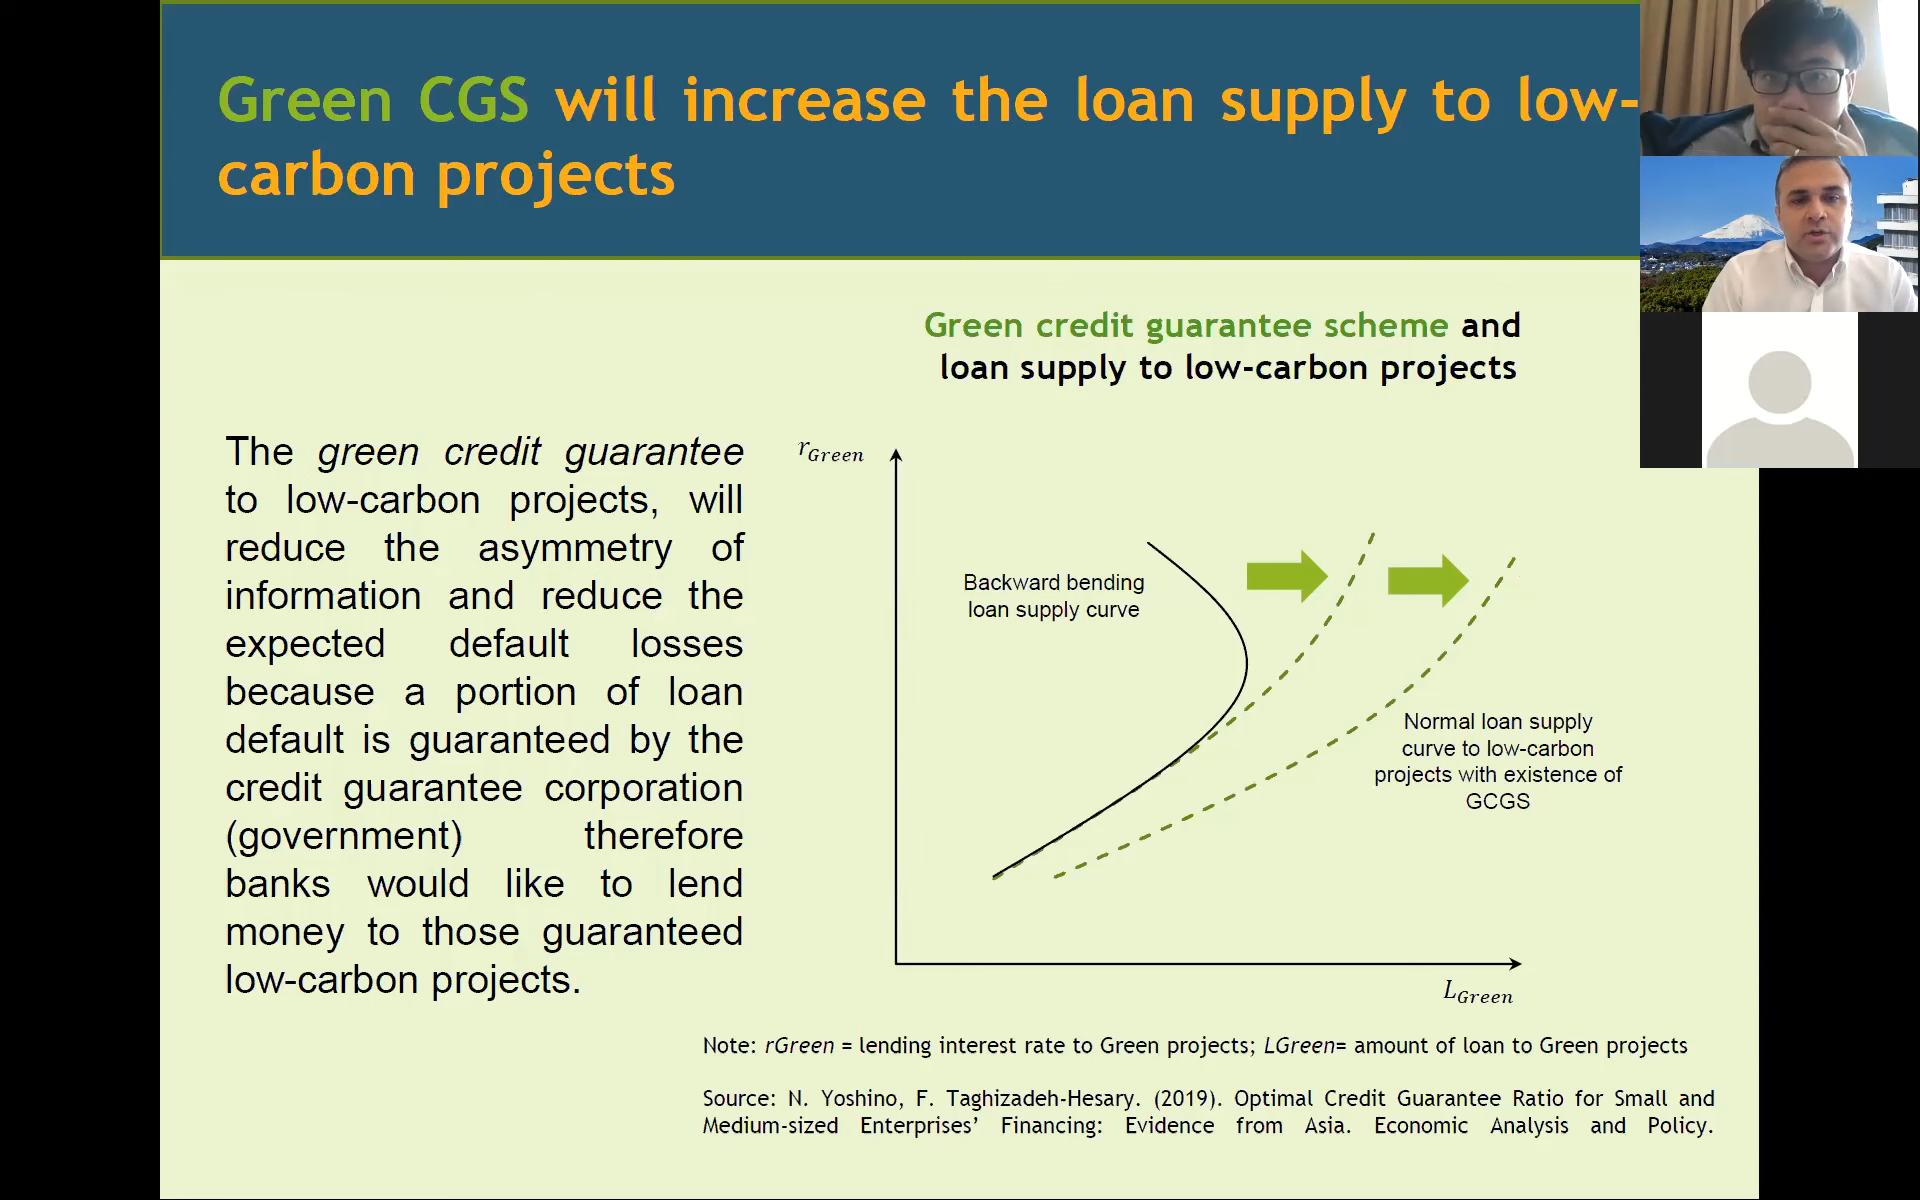 Green CGS will increase the loan supply to low-
carbon projects
Green credit guarantee scheme and
loan supply to low-carbon projects
The green credit guarantee
to low-carbon projects, will
reduce the asymmetry of
information and reduce the
expected default losses
because a portion of loan
default is guaranteed by the
credit guarantee corporation
(government) therefore
banks would like to lend
money to those guaranteed
low-carbon projects.
rGreen
Backward bending
loan supply curve
Normal loan supply
curve to low-carbon
projects with existence of
GCGS
LGreen
Note: rGreen = lending interest rate to Green projects; LGreen= amount of loan to Green projects
Source: N. Yoshino, F. Taghizadeh-Hesary. (2019). Optimal Credit Guarantee Ratio for Small and
Medium-sized Enterprises’ Financing: Evidence from Asia. Economic Analysis and Policy.